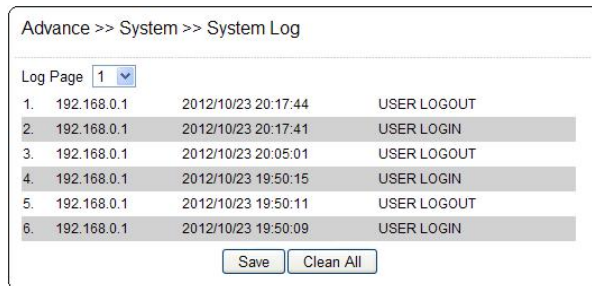 Advance >> System >> System Log
Log Page 1
1. 192.168.0.1 2012/10/23 20:17:44 USER LOGOUT
2. 192.168.0.1 2012/10/23 20:17:41 USER LOGIN
3. 192.168.0.1 2012/10/23 20:05:01 USER LOGOUT
4. 192.168.0.1 2012/10/23 19:50:15 USER LOGIN
5. 192.168.0.1 2012/10/23 19:50:11 USER LOGOUT
6. 192.168.0.1 2012/10/23 19:50:09 USER LOGIN
Save Clean All